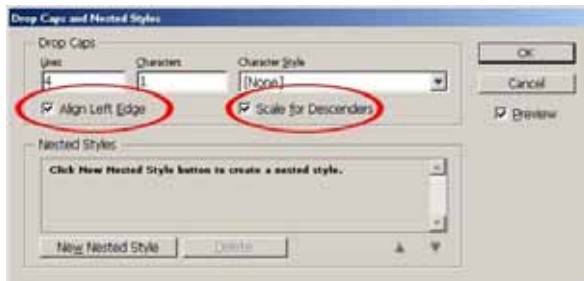 Drop Caps and Nested Styles
Drop Caps
Lines Characters Character Style
4 1 [None]
OK
Align Left Edge Scale for Descenders
Cancel
Preview
Nested Styles
Click New Nested Style button to create a nested style.
New Nested Style Delete